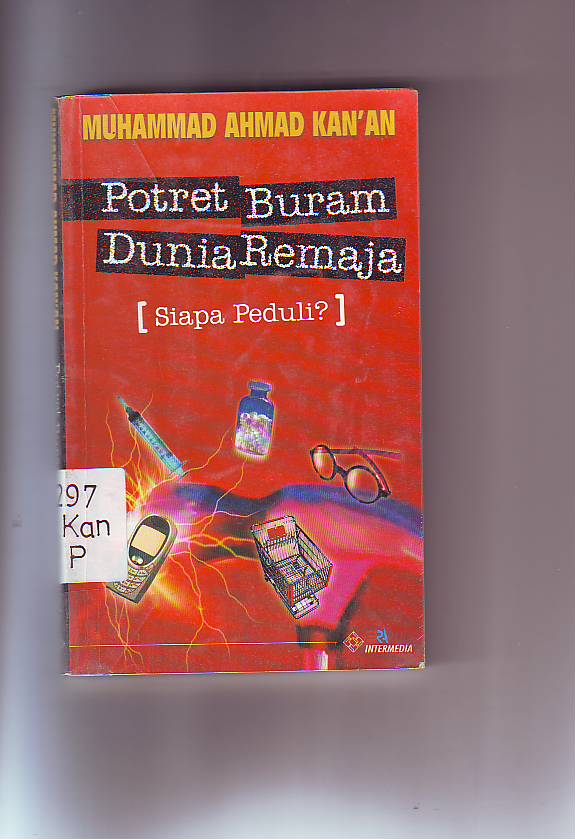 MUHAMMAD AHMAD KAN'AN
Potret Buram
Dunia Remaja
[ Siapa Peduli? ]
297
Kan
P
INTERMEDIA